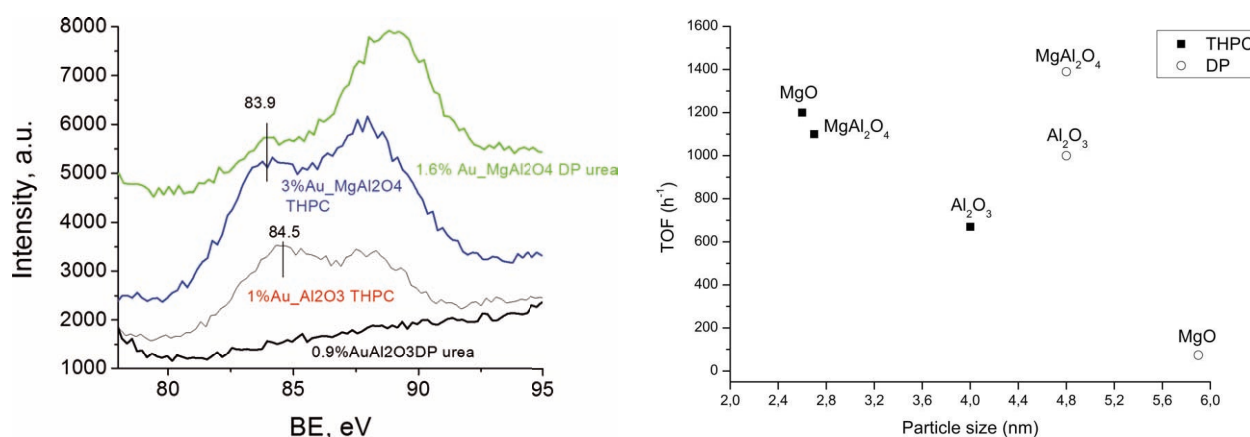 8000
7000
6000
5000
4000
3000
2000
1000
Intensity, a.u.
83.9
1.6% Au_MgAl2O4 DP urea
3%Au_MgAl2O4
THPC
84.5
1%Au_Al2O3 THPC
0.9%AuAl2O3DP urea
80
85
90
95
BE, eV
1600
1400
1200
1000
800
600
400
200
0
TOF (h⁻¹)
THPC
DP
MgAl₂O₄
MgO
MgAl₂O₄
Al₂O₃
Al₂O₃
MgO
2,0
2,4
2,8
3,2
3,6
4,0
4,4
4,8
5,2
5,6
6,0
Particle size (nm)